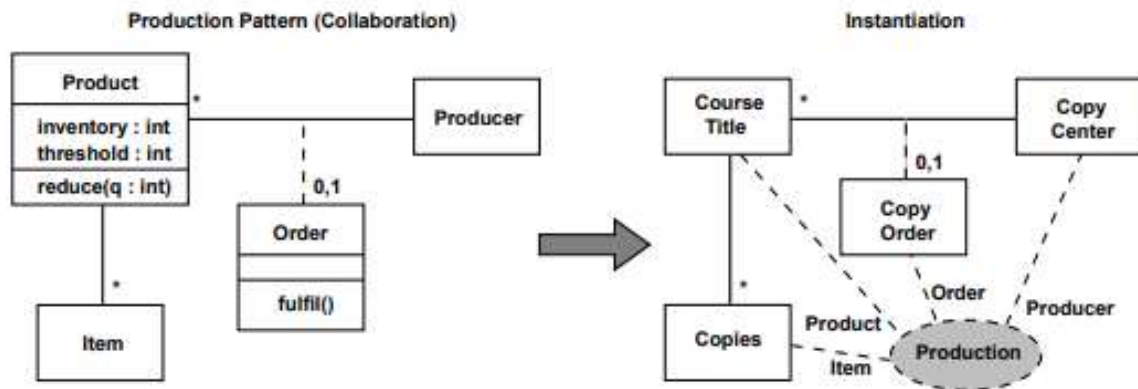 Production Pattern (Collaboration)
Product
inventory : int
threshold : int
reduce(q : int)
*
Producer
0,1
Order
fulfil()
*
Item
Instantiation
Course
Title
*
Copy
Center
0,1
Copy
Order
*
Copies
Product
Order
Producer
Item
Production